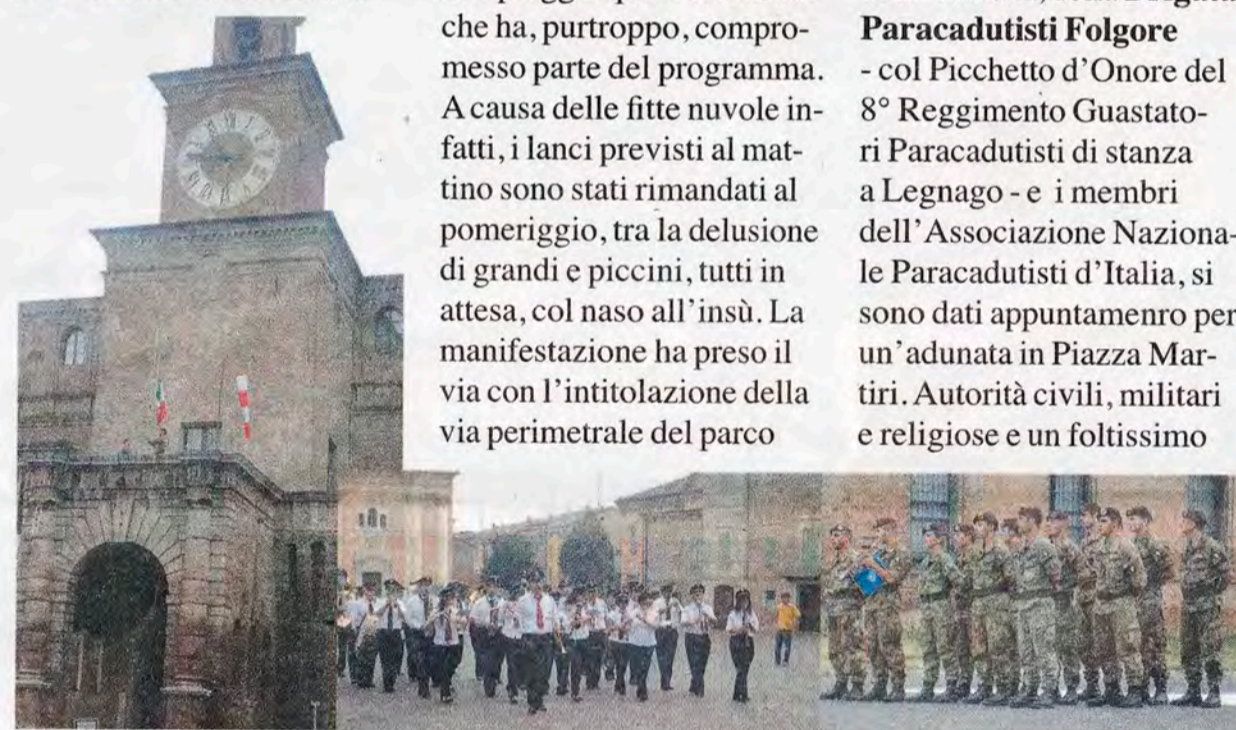 che ha, purtroppo, compro-
messo parte del programma.
A causa delle fitte nuvole in-
fatti, i lanci previsti al mat-
tino sono stati rimandati al
pomeriggio, tra la delusione
di grandi e piccini, tutti in
attesa, col naso all'insù. La
manifestazione ha preso il
via con l'intitolazione della
via perimetrale del parco
Paracadutisti Folgore
- col Picchetto d'Onore del
8° Reggimento Guastato-
ri Paracadutisti di stanza
a Legnago - e i membri
dell'Associazione Naziona-
le Paracadutisti d'Italia, si
sono dati appuntamenro per
un'adunata in Piazza Mar-
tiri. Autorità civili, militari
e religiose e un foltissimo